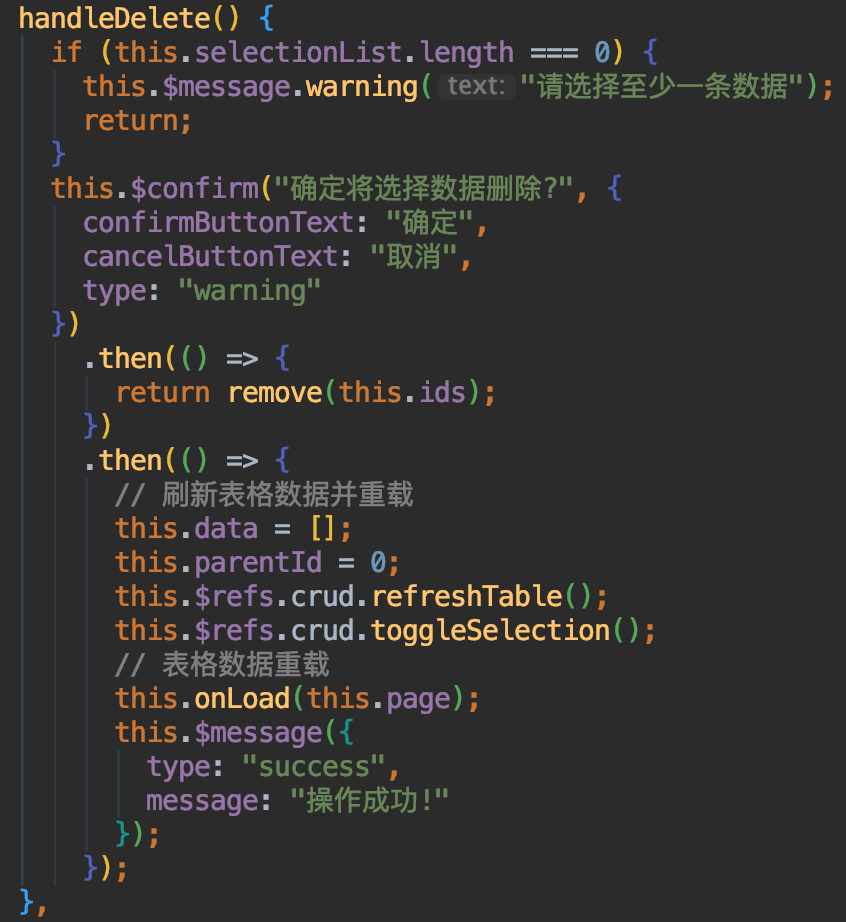 handleDelete() {
  if (this.selectionList.length === 0) {
    this.$message.warning( text: "请选择至少一条数据");
    return;
  }
  this.$confirm("确定将选择数据删除?", {
    confirmButtonText: "确定",
    cancelButtonText: "取消",
    type: "warning"
  })
    .then(() => {
      return remove(this.ids);
    })
    .then(() => {
      // 刷新表格数据并重载
      this.data = [];
      this.parentId = 0;
      this.$refs.crud.refreshTable();
      this.$refs.crud.toggleSelection();
      // 表格数据重载
      this.onLoad(this.page);
      this.$message({
        type: "success",
        message: "操作成功!"
      });
    });
},